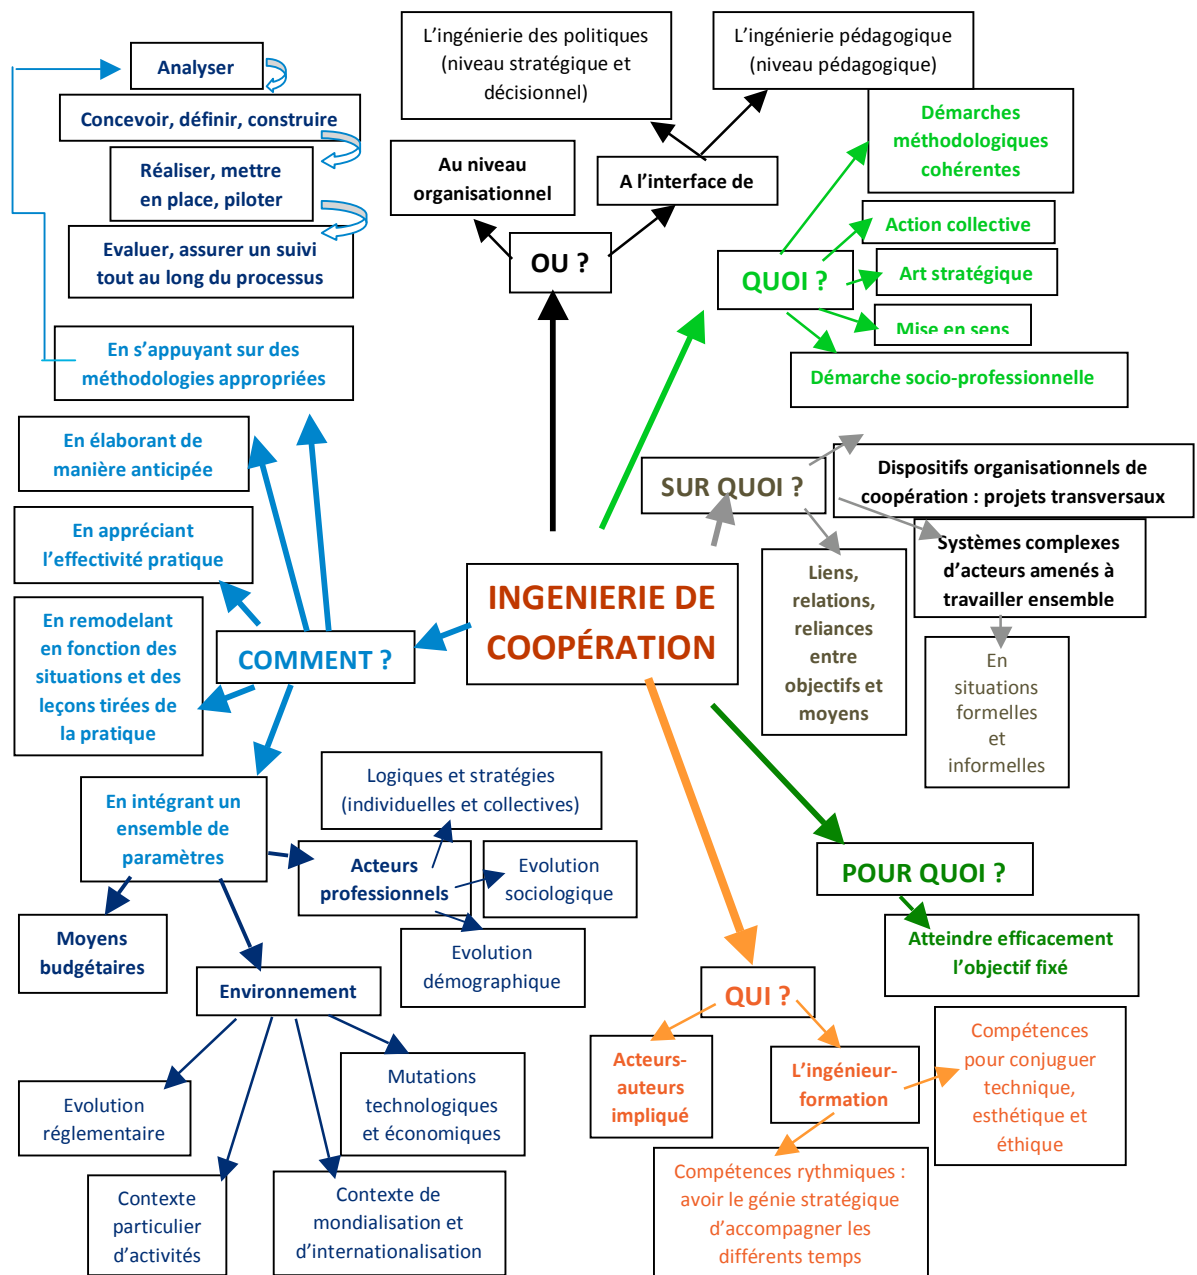 Analyser
Concevoir, définir, construire
Réaliser, mettre
en place, piloter
Evaluer, assurer un suivi
tout au long du processus
En s'appuyant sur des
méthodologies appropriées
En élaborant de
manière anticipée
En appréciant
l'effectivité pratique
En remodelant
en fonction des
situations et des
leçons tirées de
la pratique
COMMENT ?
En intégrant un
ensemble de
paramètres
Moyens
budgétaires
Acteurs
professionnels
Logiques et stratégies
(individuelles et collectives)
Evolution
sociologique
Evolution
démographique
Environnement
Evolution
réglementaire
Contexte
particulier
d'activités
Contexte de
mondialisation et
d'internationalisation
Mutations
technologiques
et économiques
L'ingénierie des politiques
(niveau stratégique et
décisionnel)
L'ingénierie pédagogique
(niveau pédagogique)
Au niveau
organisationnel
A l'interface de
OU ?
Démarches
méthodologiques
cohérentes
Action collective
QUOI ?
Art stratégique
Mise en sens
Démarche socio-professionnelle
SUR QUOI ?
Dispositifs organisationnels de
coopération : projets transversaux
Systèmes complexes
d'acteurs amenés à
travailler ensemble
Liens,
relations,
reliances
entre
objectifs et
moyens
En
situations
formelles
et
informelles
INGENIERIE DE
COOPÉRATION
POUR QUOI ?
Atteindre efficacement
l'objectif fixé
QUI ?
Acteurs-
auteurs
impliqué
L'ingénieur-
formation
Compétences
pour conjuguer
technique,
esthétique et
éthique
Compétences rythmiques :
avoir le génie stratégique
d'accompagner les
différents temps